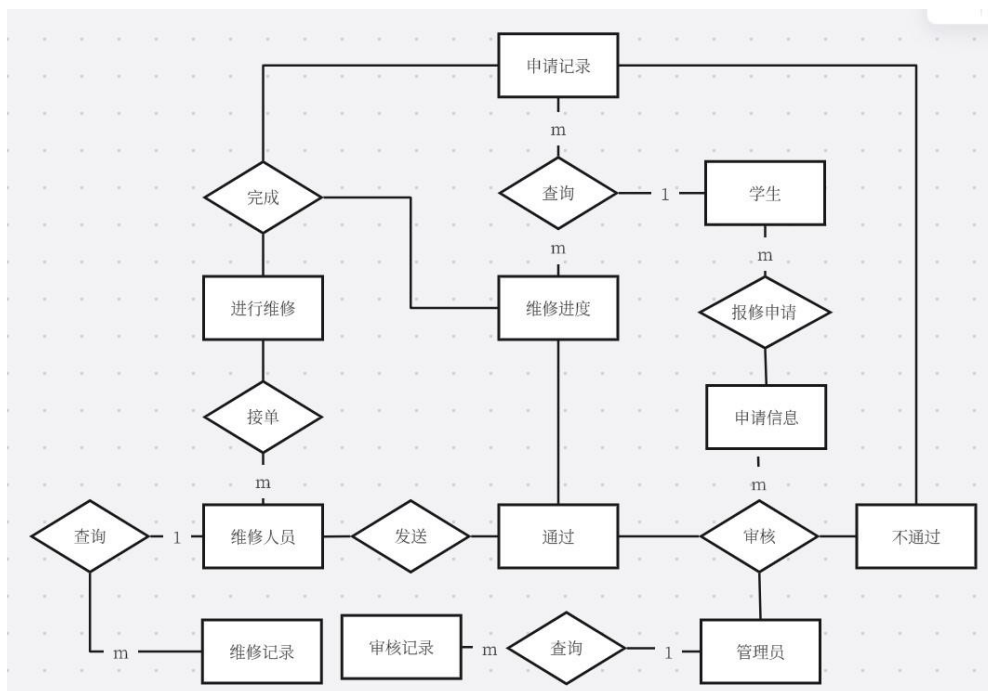 申请记录
m
完成
查询
1
学生
m
m
进行维修
维修进度
报修申请
接单
申请信息
m
m
查询
1
维修人员
发送
通过
审核
不通过
m
维修记录
审核记录
m
查询
1
管理员